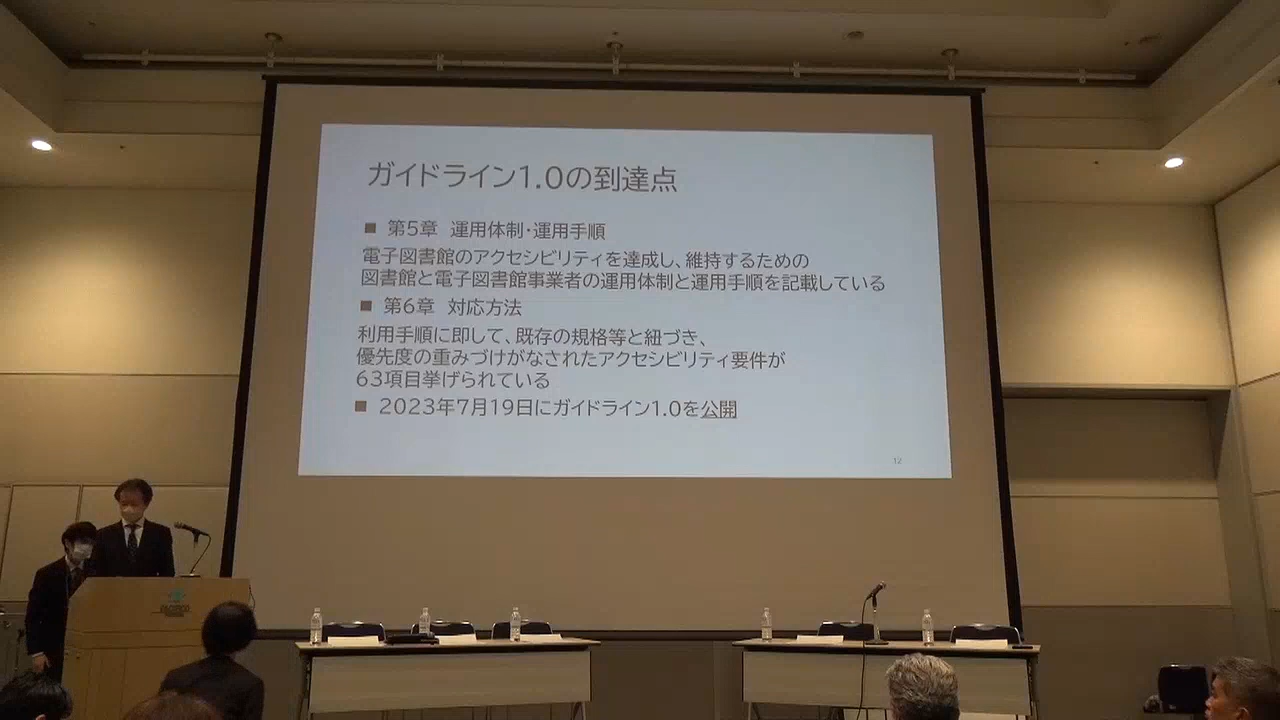 ガイドライン1.0の到達点
■ 第5章 運用体制・運用手順
電子図書館のアクセシビリティを達成し、維持するための
図書館と電子図書館事業者の運用体制と運用手順を記載している
■ 第6章 対応方法
利用手順に即して、既存の規格等と紐づき、
優先度の重みづけがなされたアクセシビリティ要件が
63項目挙げられている
■ 2023年7月19日にガイドライン1.0を公開
12